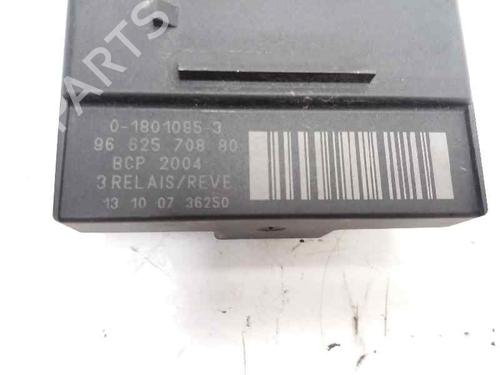 PARTS
0-1801085-3
96 625 708 80
BCP 2004
3 RELAIS/REVE
13 10 07 36250